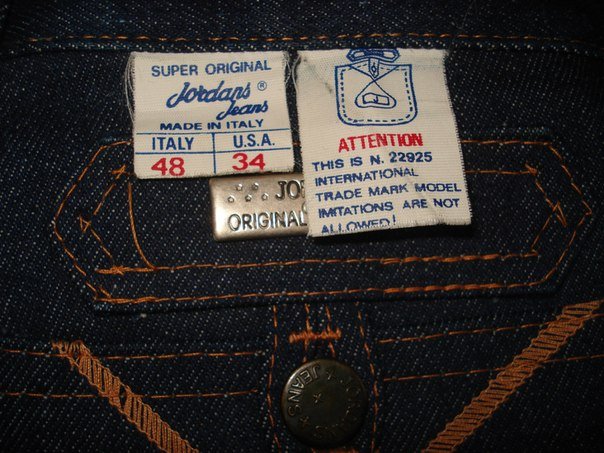 SUPER ORIGINAL
Jordans ®
Jeans
MADE IN ITALY
ITALY U.S.A.
48 34
ATTENTION
THIS IS N. 22925
INTERNATIONAL
TRADE MARK MODEL
IMITATIONS ARE NOT
ALLOWED!
JO
ORIGINAL
JEANS